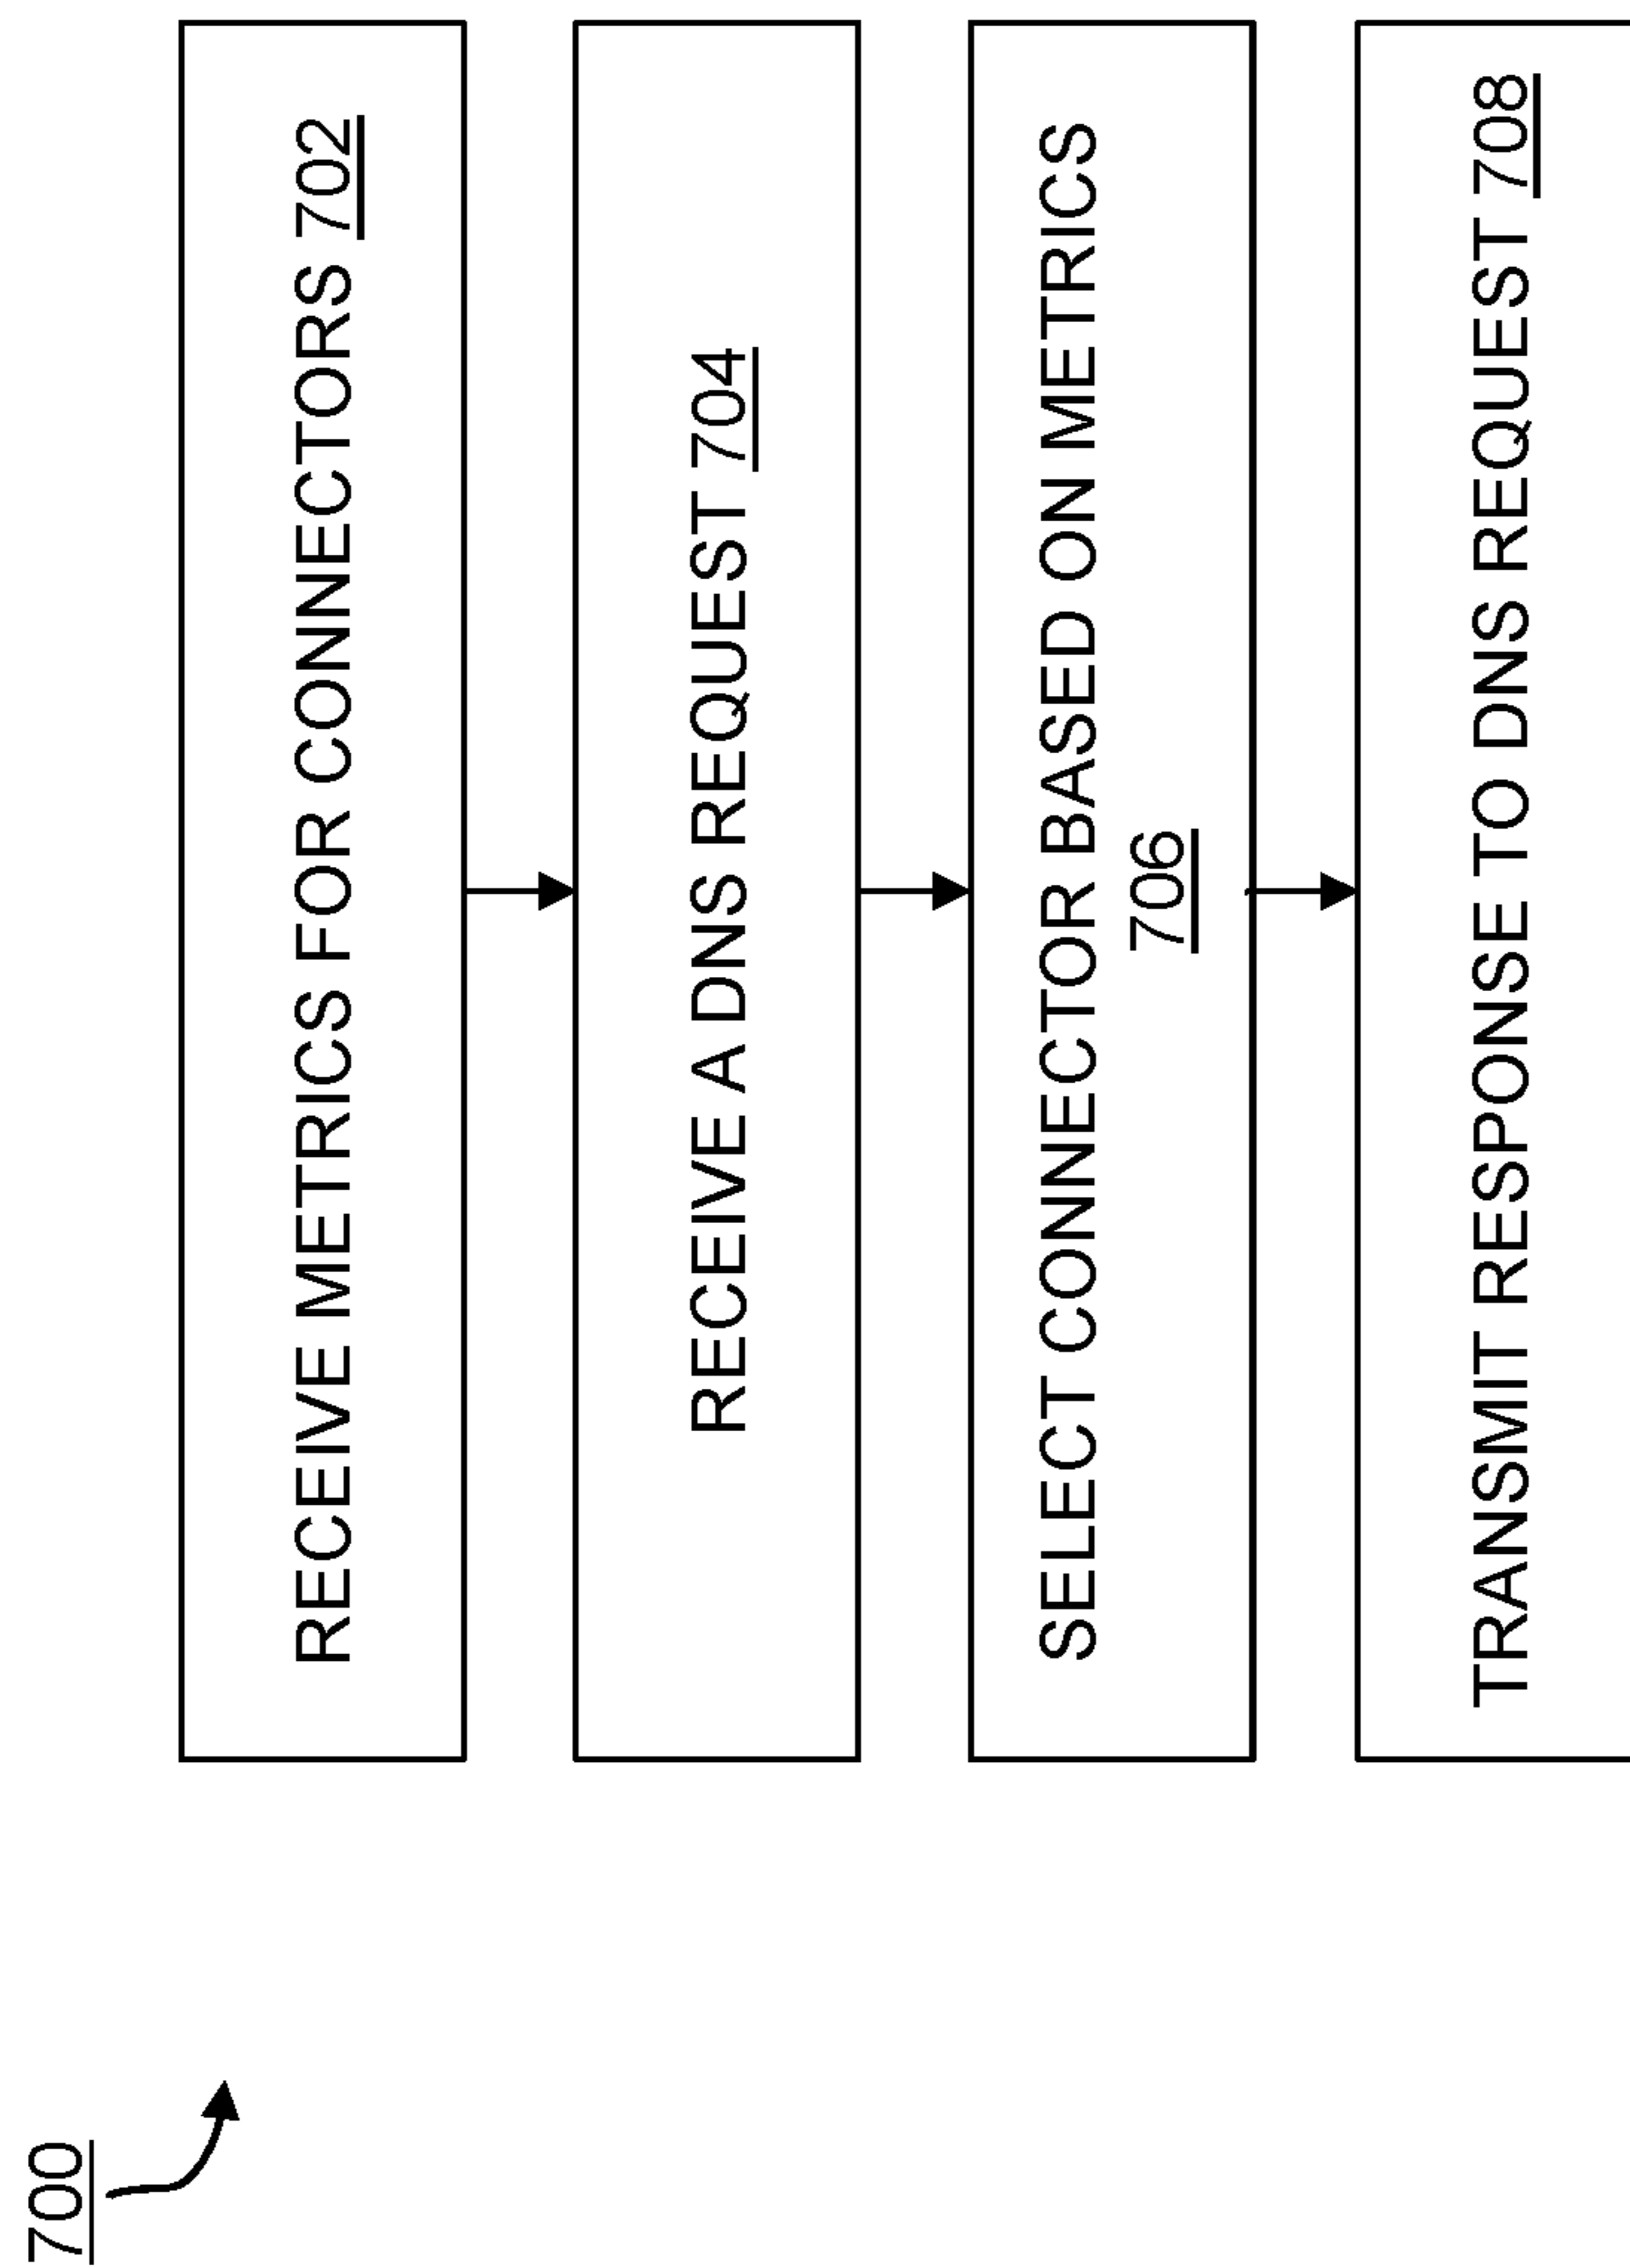 700
RECEIVE METRICS FOR CONNECTORS 702
RECEIVE A DNS REQUEST 704
SELECT CONNECTOR BASED ON METRICS
706
TRANSMIT RESPONSE TO DNS REQUEST 708